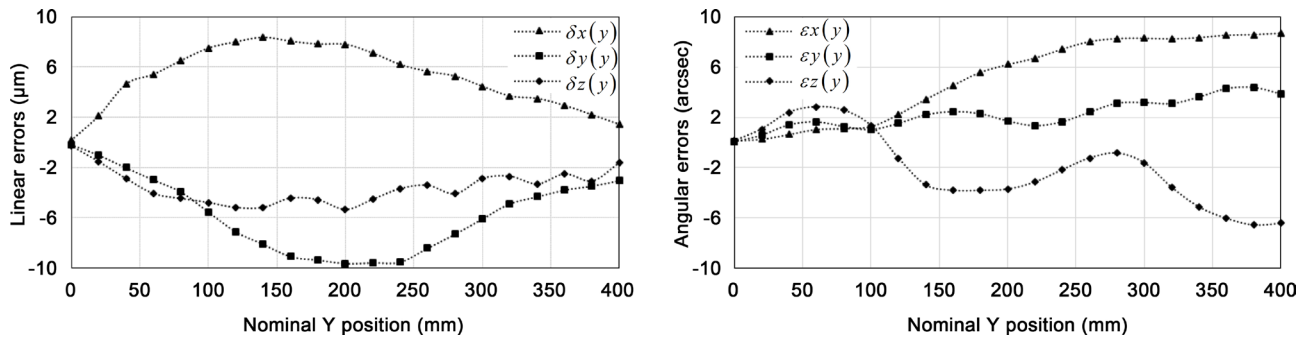 Linear errors (μm)
10
6
2
-2
-6
-10
δx(y)
δy(y)
δz(y)
0 50 100 150 200 250 300 350 400
Nominal Y position (mm)
Angular errors (arcsec)
10
6
2
-2
-6
-10
εx(y)
εy(y)
εz(y)
0 50 100 150 200 250 300 350 400
Nominal Y position (mm)